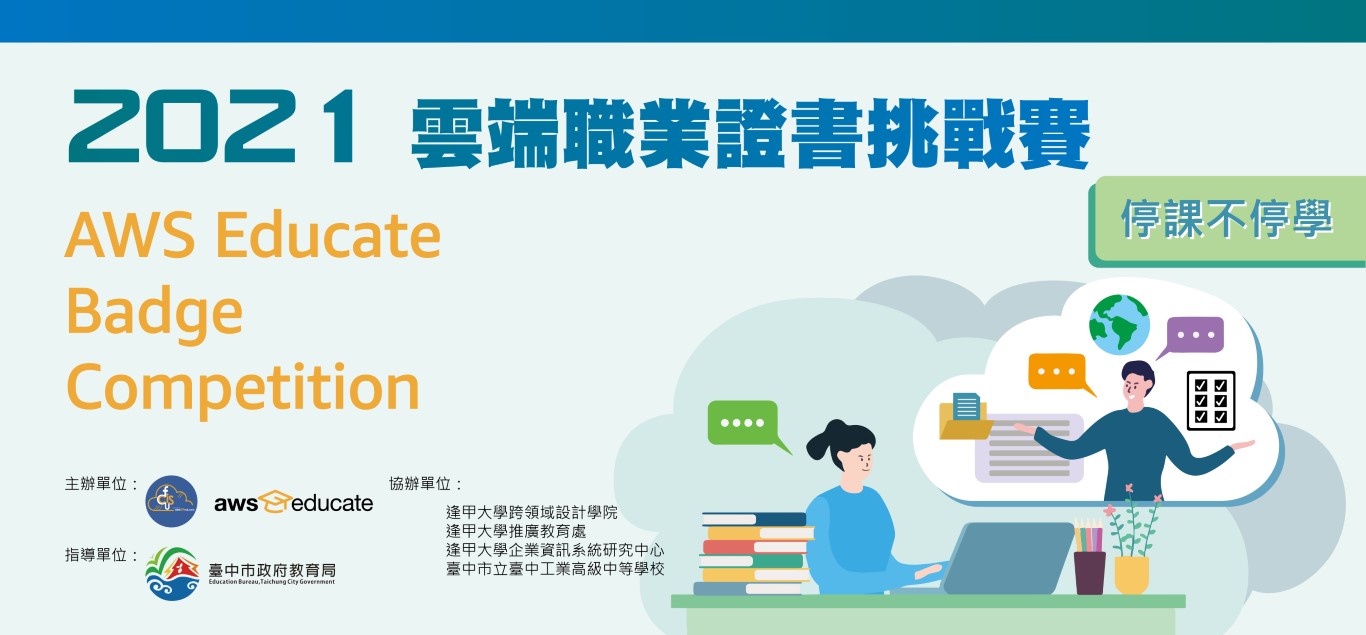 2021 雲端職業證書挑戰賽
停課不停學
AWS Educate
Badge
Competition
主辦單位：
aws educate
協辦單位：
逢甲大學跨領域設計學院
逢甲大學推廣教育處
逢甲大學企業資訊系統研究中心
臺中市立臺中工業高級中等學校
指導單位：
臺中市政府教育局
Education Bureau, Taichung City Government